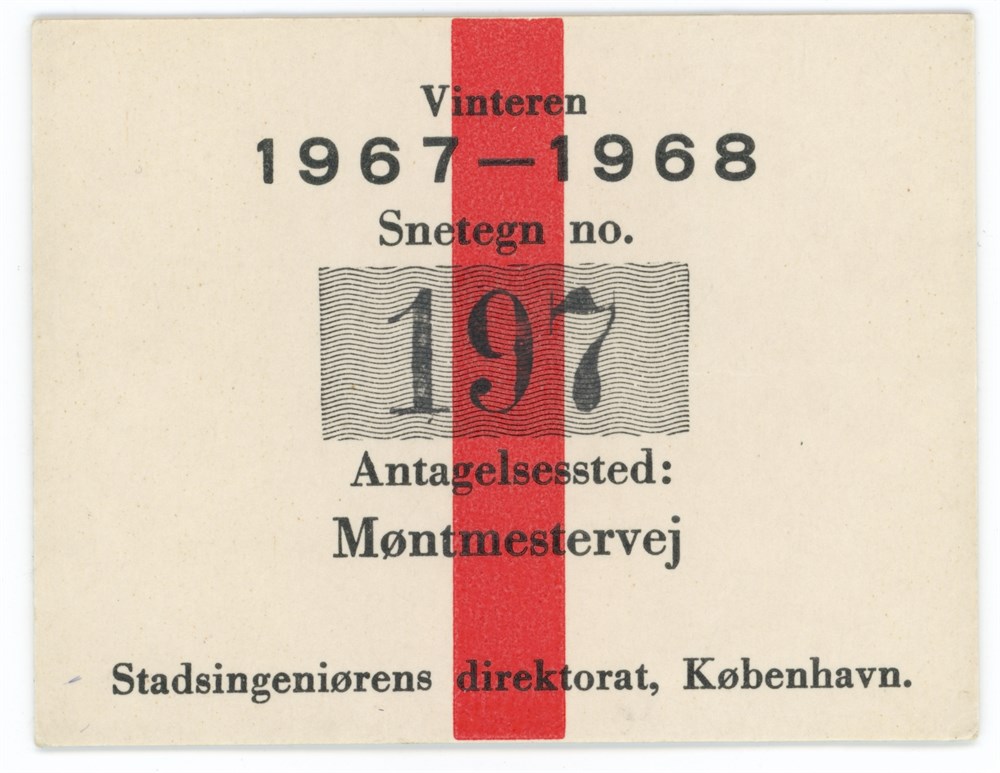 Vinteren
1967—1968
Snetegn no.
197
Antagelsessted:
Møntmestervej
Stadsingeniørens direktorat, København.